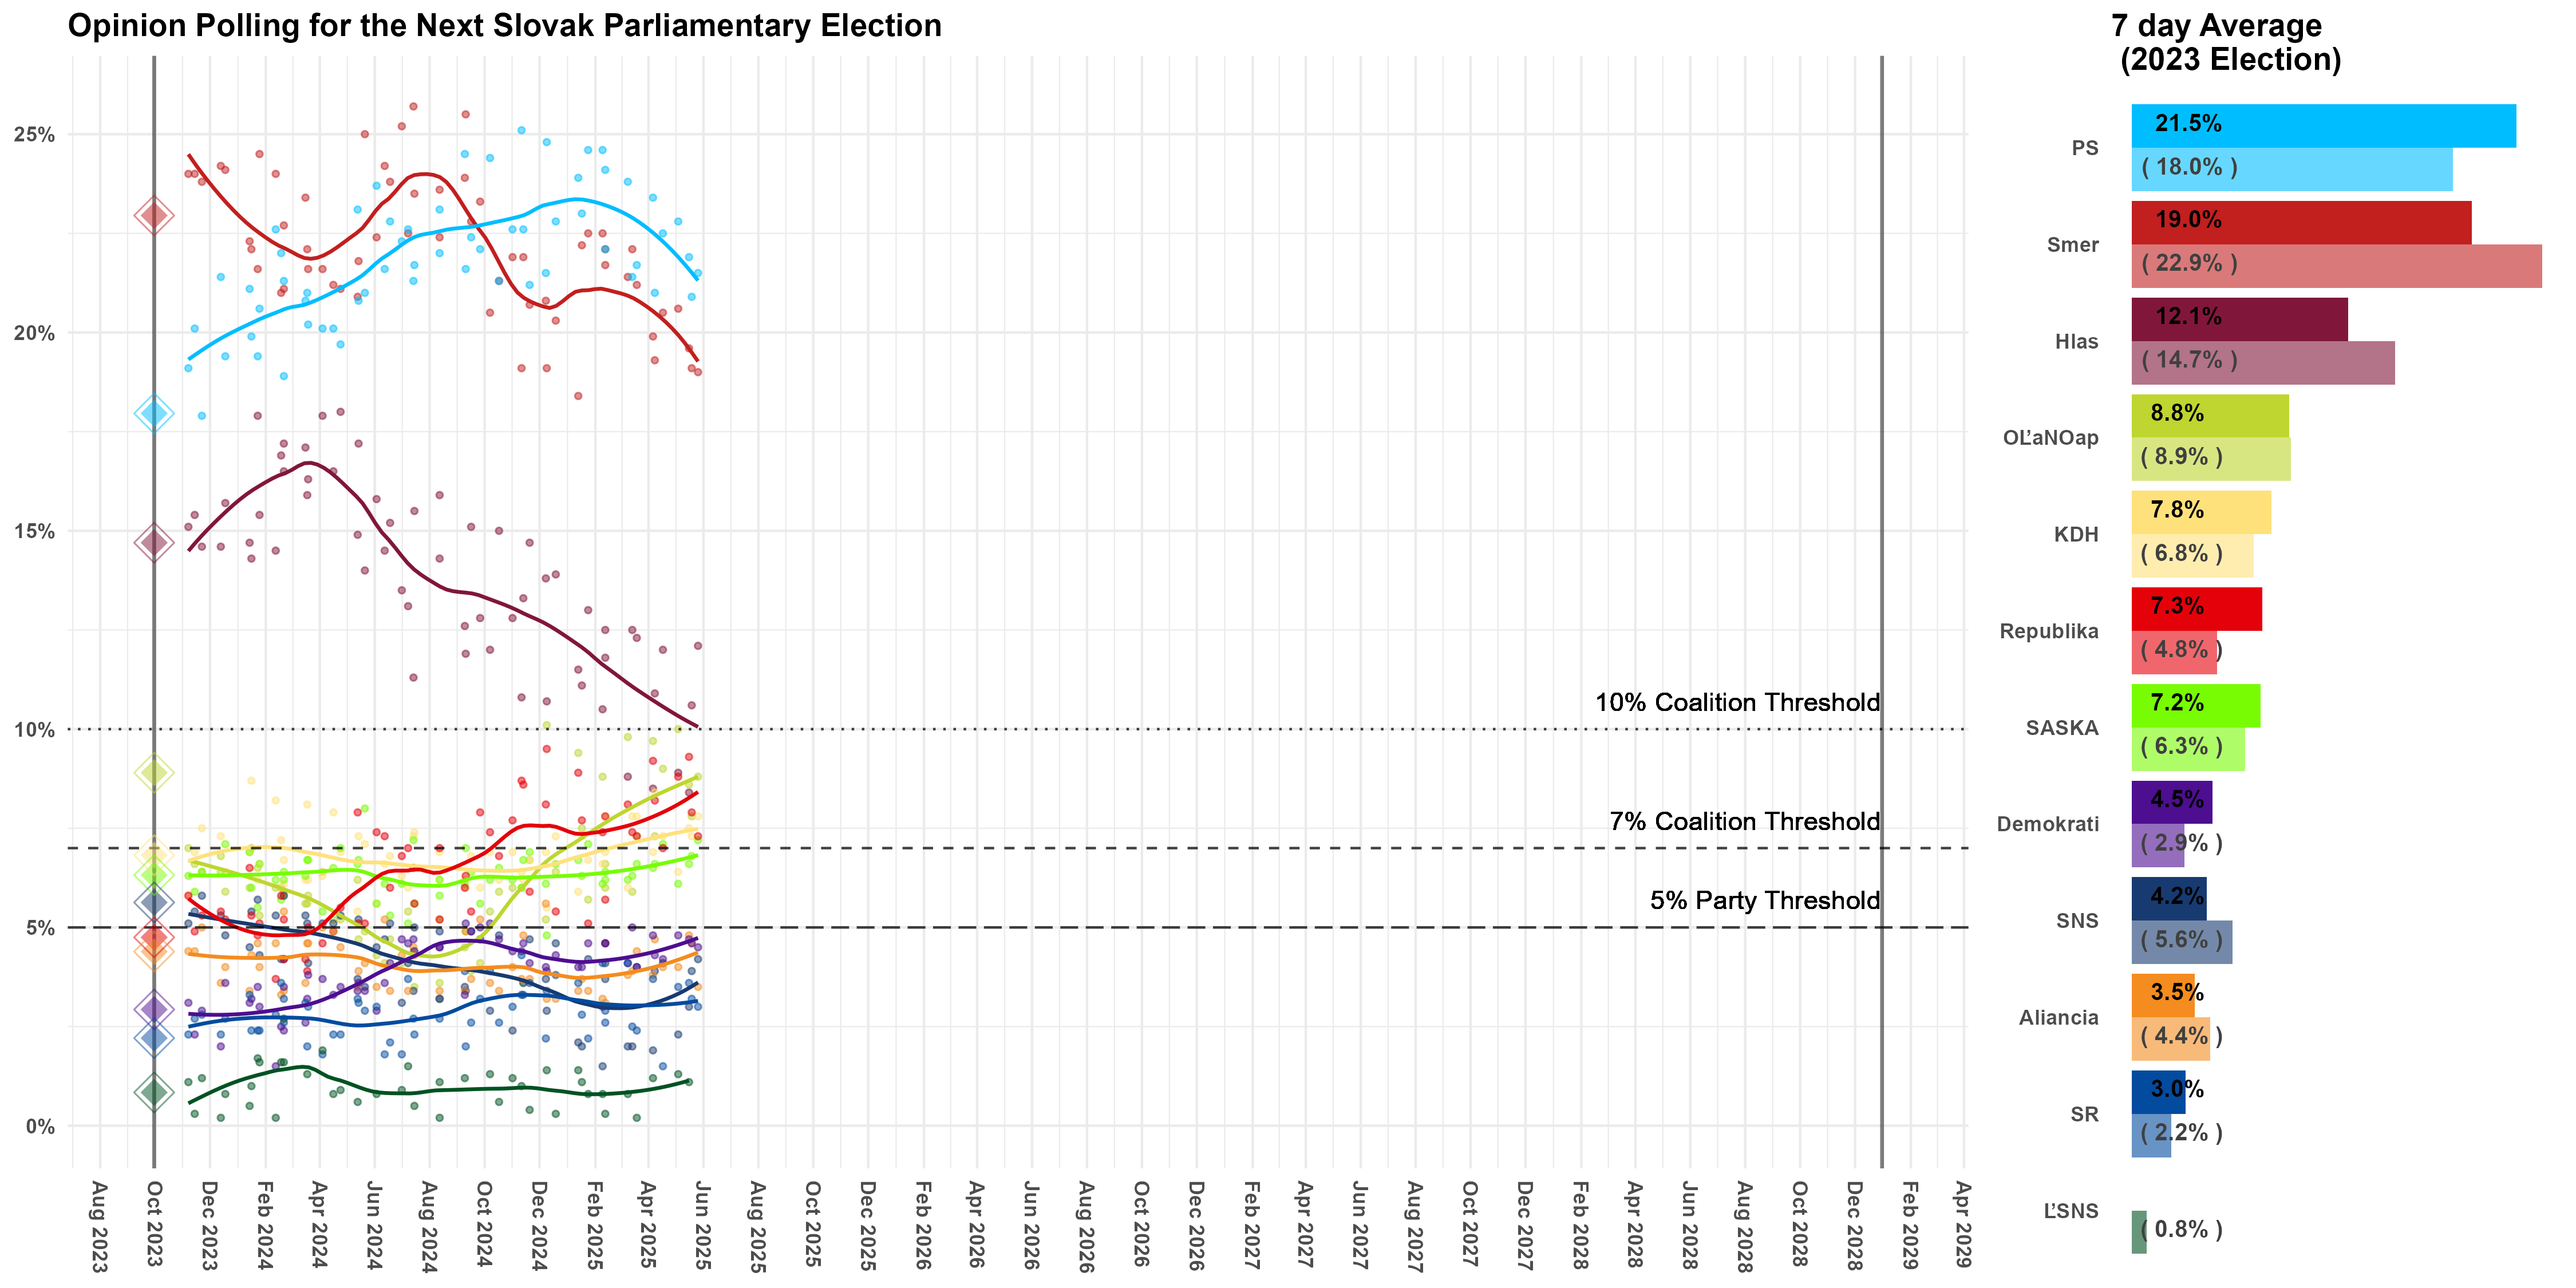 Opinion Polling for the Next Slovak Parliamentary Election
25%
20%
15%
10%
5%
0%
10% Coalition Threshold
7% Coalition Threshold
5% Party Threshold
Aug 2023
Oct 2023
Dec 2023
Feb 2024
Apr 2024
Jun 2024
Aug 2024
Oct 2024
Dec 2024
Feb 2025
Apr 2025
Jun 2025
Aug 2025
Oct 2025
Dec 2025
Feb 2026
Apr 2026
Jun 2026
Aug 2026
Oct 2026
Dec 2026
Feb 2027
Apr 2027
Jun 2027
Aug 2027
Oct 2027
Dec 2027
Feb 2028
Apr 2028
Jun 2028
Aug 2028
Oct 2028
Dec 2028
Feb 2029
Apr 2029
7 day Average
(2023 Election)
PS
21.5%
( 18.0% )
Smer
19.0%
( 22.9% )
Hlas
12.1%
( 14.7% )
OĽaNOap
8.8%
( 8.9% )
KDH
7.8%
( 6.8% )
Republika
7.3%
( 4.8% )
SASKA
7.2%
( 6.3% )
Demokrati
4.5%
( 2.9% )
SNS
4.2%
( 5.6% )
Aliancia
3.5%
( 4.4% )
SR
3.0%
( 2.2% )
ĽSNS
( 0.8% )